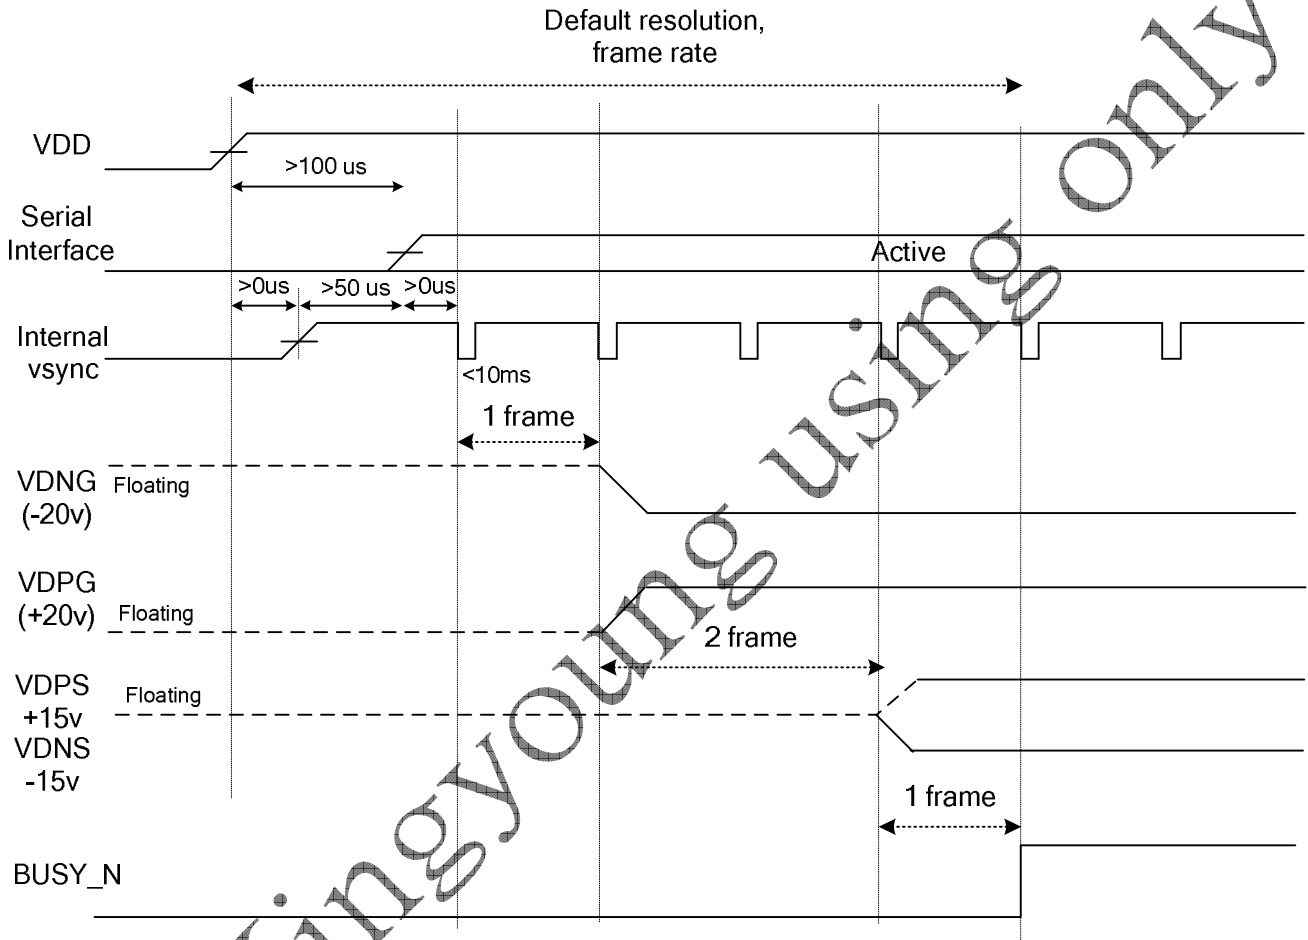 Default resolution,
frame rate
VDD
>100 us
Serial
Interface
Active
>0us
>50 us
>0us
Internal
vsync
<10ms
1 frame
VDNG
(-20v)
Floating
VDPG
(+20v)
Floating
2 frame
VDPS
+15v
VDNS
-15v
Floating
1 frame
BUSY_N
using only